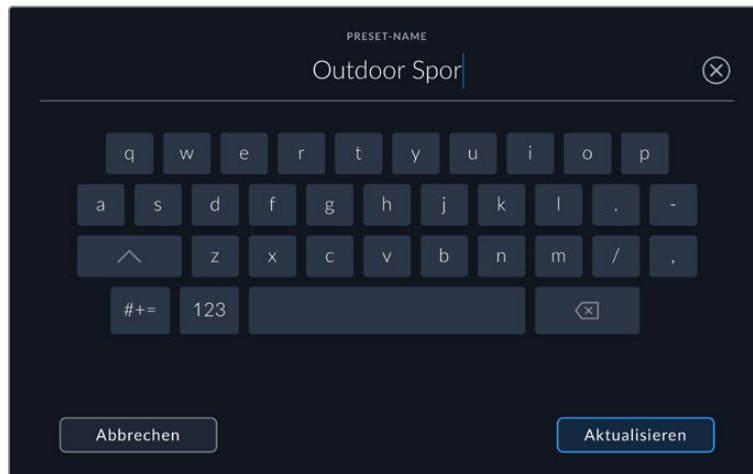 PRESET-NAME
Outdoor Spor
q w e r t y u i o p
a s d f g h j k l . -
z x c v b n m / ,
#+= 123
Abbrechen Aktualisieren